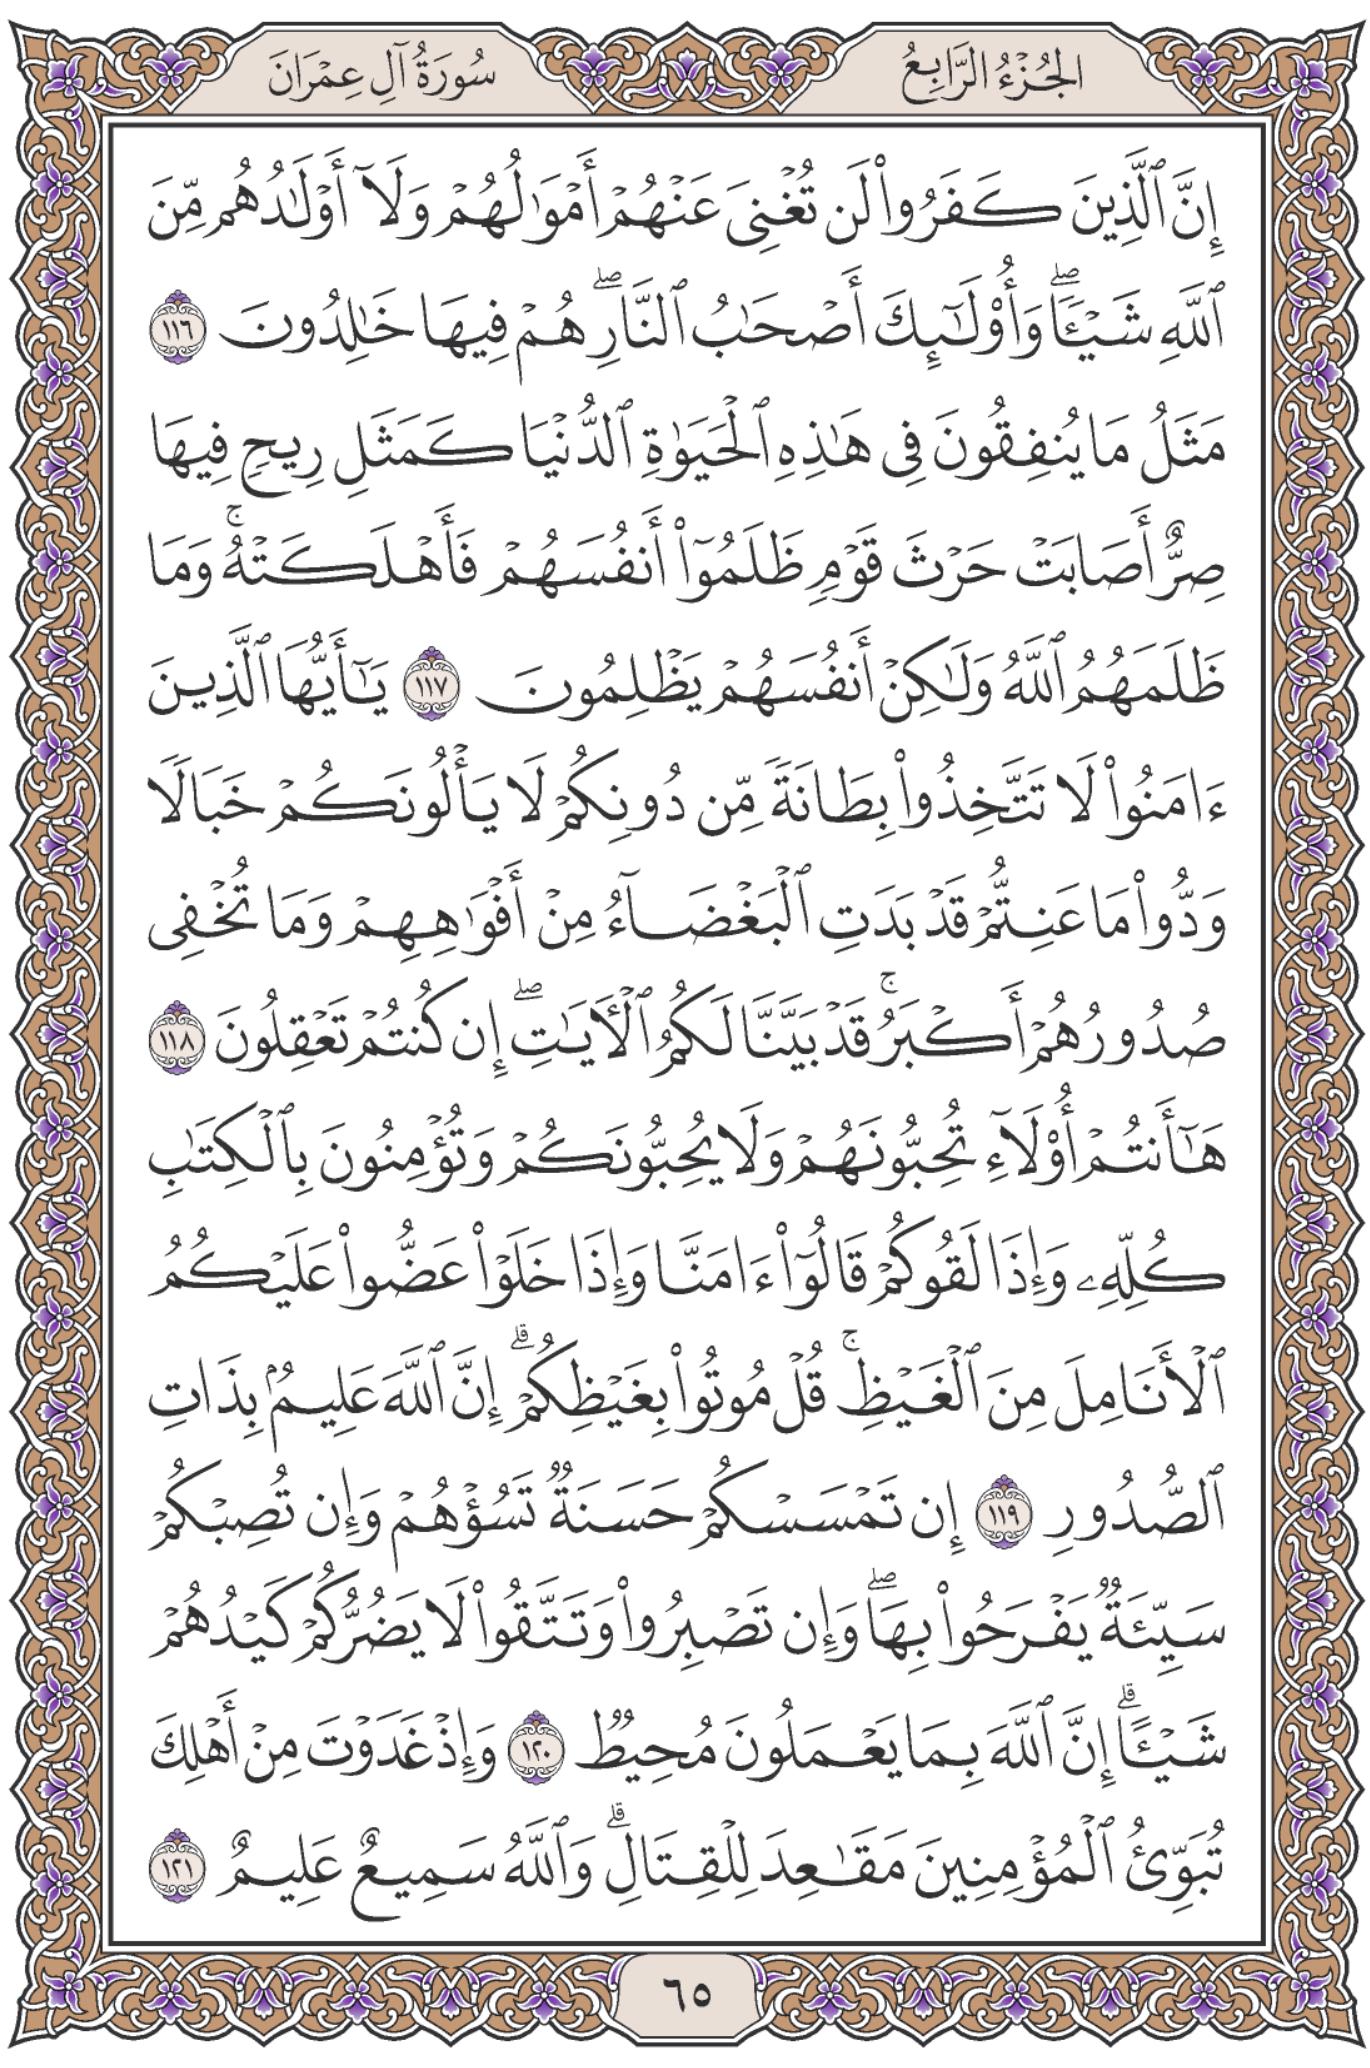 الجُزْءُ الرَّابِعُ
سُورَةُ آلِ عِمْرَانَ
إِنَّ ٱلَّذِينَ كَفَرُوا۟ لَن تُغْنِىَ عَنْهُمْ أَمْوَٰلُهُمْ وَلَآ أَوْلَـٰدُهُم مِّنَ
ٱللَّهِ شَيْـًٔا ۖ وَأُو۟لَـٰٓئِكَ أَصْحَـٰبُ ٱلنَّارِ ۖ هُمْ فِيهَا خَـٰلِدُونَ ١١٦
مَثَلُ مَا يُنفِقُونَ فِى هَـٰذِهِ ٱلْحَيَوٰةِ ٱلدُّنْيَا كَمَثَلِ رِيحٍ فِيهَا
صِرٌّ أَصَابَتْ حَرْثَ قَوْمٍ ظَلَمُوٓا۟ أَنفُسَهُمْ فَأَهْلَكَتْهُ ۚ وَمَا
ظَلَمَهُمُ ٱللَّهُ وَلَـٰكِنْ أَنفُسَهُمْ يَظْلِمُونَ ١١٧ يَـٰٓأَيُّهَا ٱلَّذِينَ
ءَامَنُوا۟ لَا تَتَّخِذُوا۟ بِطَانَةً مِّن دُونِكُمْ لَا يَأْلُونَكُمْ خَبَالًا
وَدُّوا۟ مَا عَنِتُّمْ قَدْ بَدَتِ ٱلْبَغْضَآءُ مِنْ أَفْوَٰهِهِمْ وَمَا تُخْفِى
صُدُورُهُمْ أَكْبَرُ ۚ قَدْ بَيَّنَّا لَكُمُ ٱلْـَٔايَـٰتِ ۖ إِن كُنتُمْ تَعْقِلُونَ ١١٨
هَـٰٓأَنتُمْ أُو۟لَآءِ تُحِبُّونَهُمْ وَلَا يُحِبُّونَكُمْ وَتُؤْمِنُونَ بِٱلْكِتَـٰبِ
كُلِّهِۦ وَإِذَا لَقُوكُمْ قَالُوٓا۟ ءَامَنَّا وَإِذَا خَلَوْا۟ عَضُّوا۟ عَلَيْكُمُ
ٱلْأَنَامِلَ مِنَ ٱلْغَيْظِ ۚ قُلْ مُوتُوا۟ بِغَيْظِكُمْ ۗ إِنَّ ٱللَّهَ عَلِيمٌۢ بِذَاتِ
ٱلصُّدُورِ ١١٩ إِن تَمْسَسْكُمْ حَسَنَةٌ تَسُؤْهُمْ وَإِن تُصِبْكُمْ
سَيِّئَةٌ يَفْرَحُوا۟ بِهَا ۖ وَإِن تَصْبِرُوا۟ وَتَتَّقُوا۟ لَا يَضُرُّكُمْ كَيْدُهُمْ
شَيْـًٔا ۗ إِنَّ ٱللَّهَ بِمَا يَعْمَلُونَ مُحِيطٌ ١٢٠ وَإِذْ غَدَوْتَ مِنْ أَهْلِكَ
تُبَوِّئُ ٱلْمُؤْمِنِينَ مَقَـٰعِدَ لِلْقِتَالِ ۗ وَٱللَّهُ سَمِيعٌ عَلِيمٌ ١٢١
٦٥